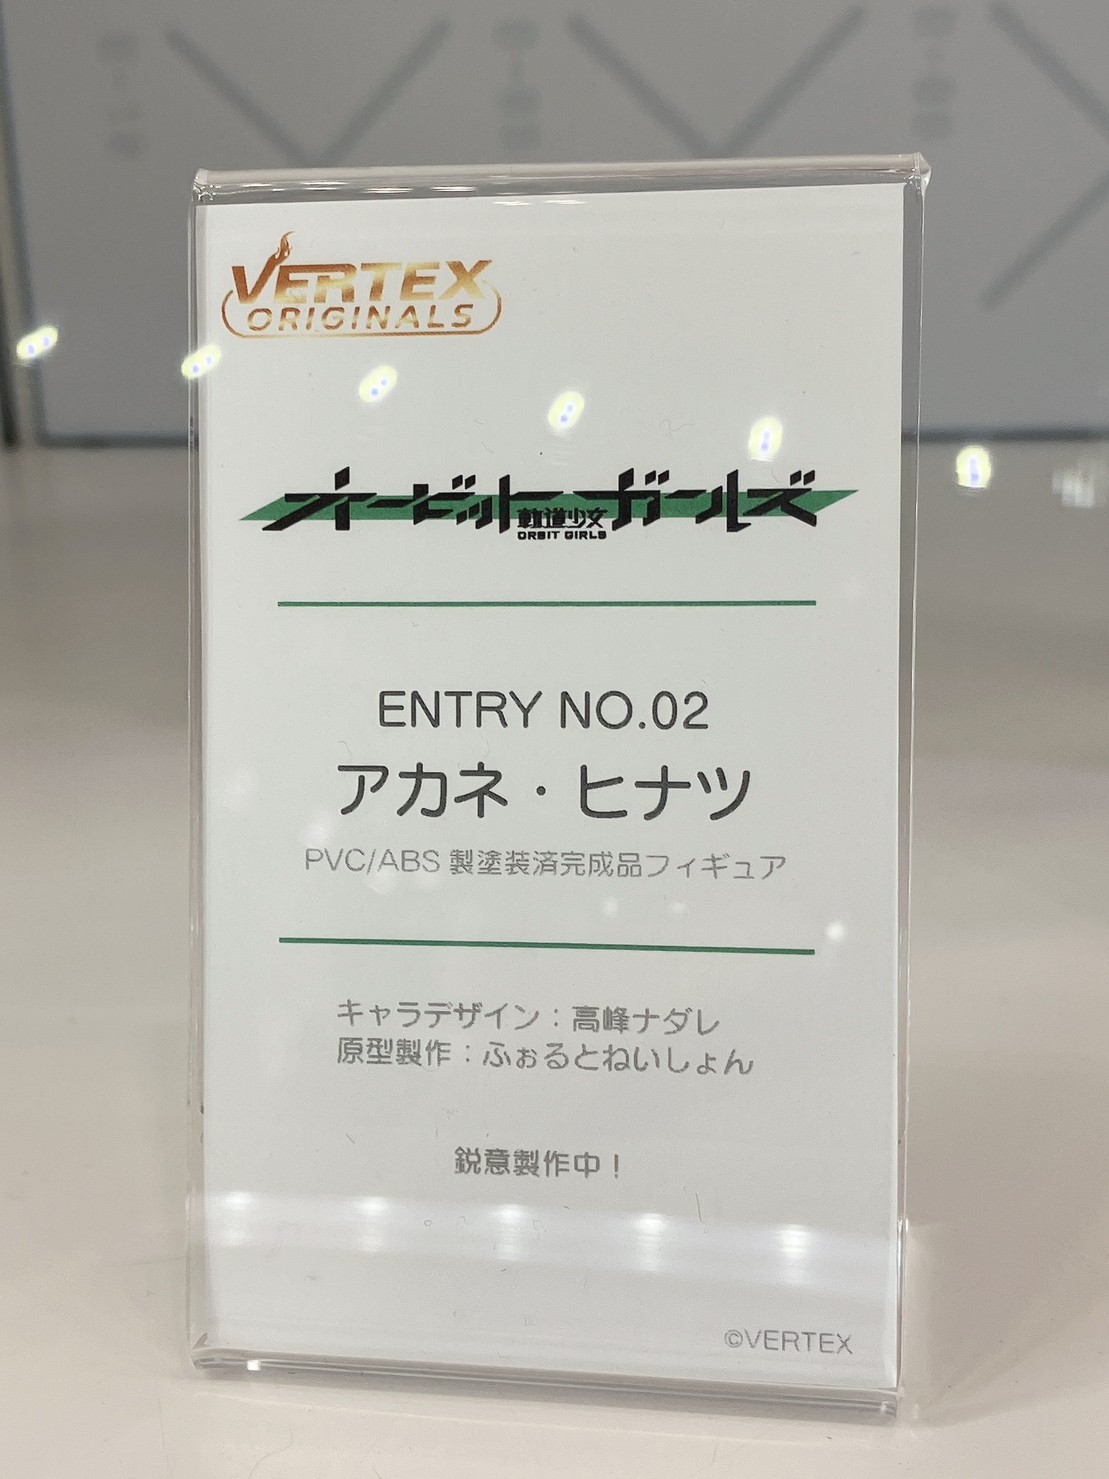 VERTEX
ORIGINALS
オービットガールズ
軌道少女
ORBIT GIRLS
ENTRY NO.02
アカネ・ヒナツ
PVC/ABS 製塗装済完成品フィギュア
キャラデザイン：高峰ナダレ
原型製作：ふぉるとねいしょん
鋭意製作中！
©VERTEX